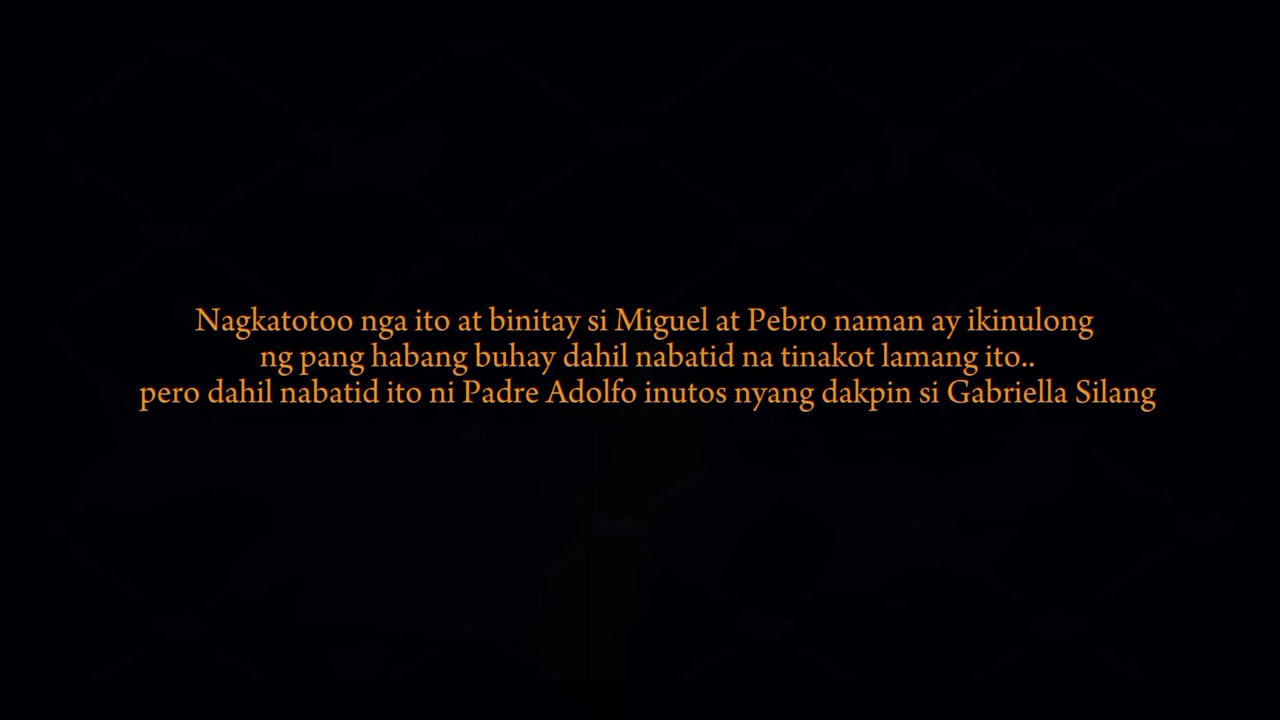 Nagkatotoo nga ito at binitay si Miguel at Pebro naman ay ikinulong
ng pang habang buhay dahil nabatid na tinakot lamang ito..
pero dahil nabatid ito ni Padre Adolfo inutos nyang dakpin si Gabriella Silang